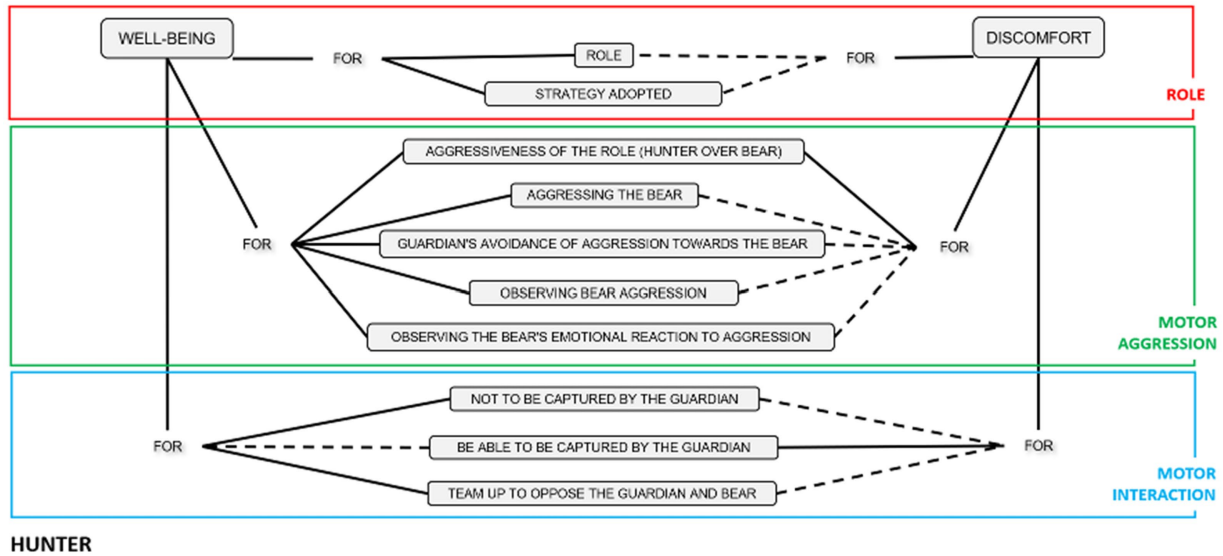 WELL-BEING
DISCOMFORT
FOR
ROLE
FOR
STRATEGY ADOPTED
ROLE
AGGRESSIVENESS OF THE ROLE (HUNTER OVER BEAR)
AGGRESSING THE BEAR
FOR
GUARDIAN'S AVOIDANCE OF AGGRESSION TOWARDS THE BEAR
FOR
OBSERVING BEAR AGGRESSION
OBSERVING THE BEAR'S EMOTIONAL REACTION TO AGGRESSION
MOTOR
AGGRESSION
NOT TO BE CAPTURED BY THE GUARDIAN
FOR
BE ABLE TO BE CAPTURED BY THE GUARDIAN
FOR
TEAM UP TO OPPOSE THE GUARDIAN AND BEAR
MOTOR
INTERACTION
HUNTER